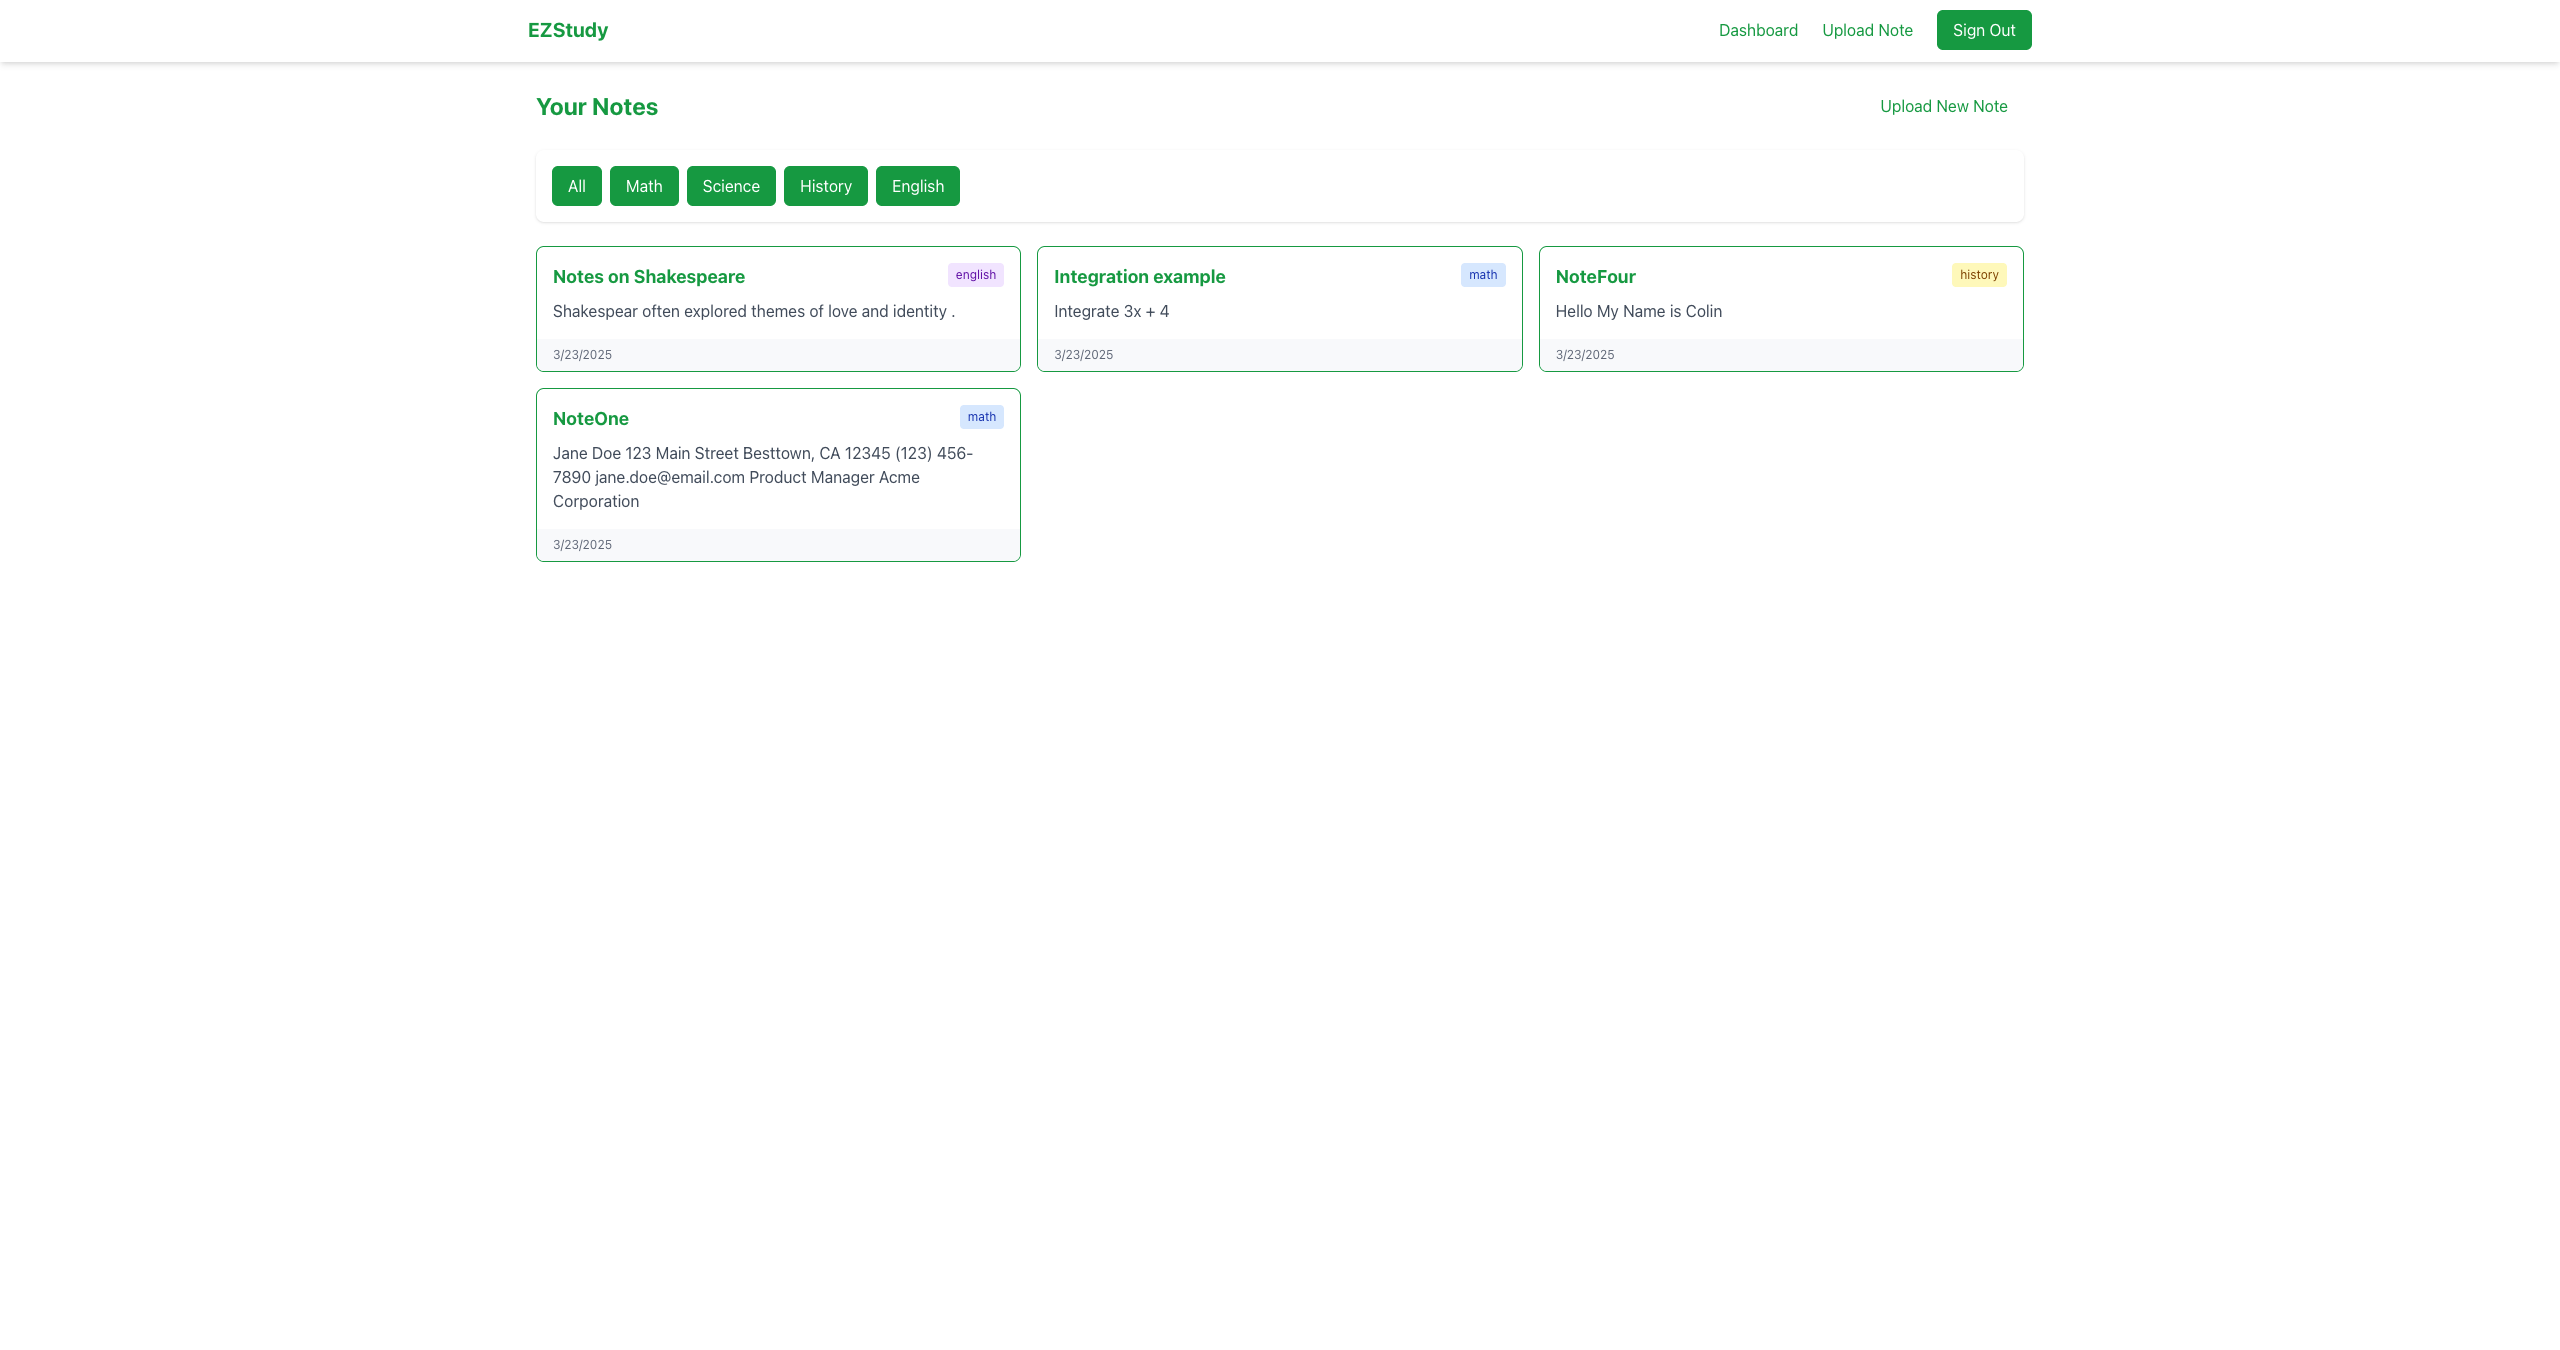 EZStudy
Dashboard
Upload Note
Sign Out
Your Notes
Upload New Note
All
Math
Science
History
English
Notes on Shakespeare
english
Shakespear often explored themes of love and identity .
3/23/2025
Integration example
math
Integrate 3x + 4
3/23/2025
NoteFour
history
Hello My Name is Colin
3/23/2025
NoteOne
math
Jane Doe 123 Main Street Besttown, CA 12345 (123) 456-
7890 jane.doe@email.com Product Manager Acme
Corporation
3/23/2025